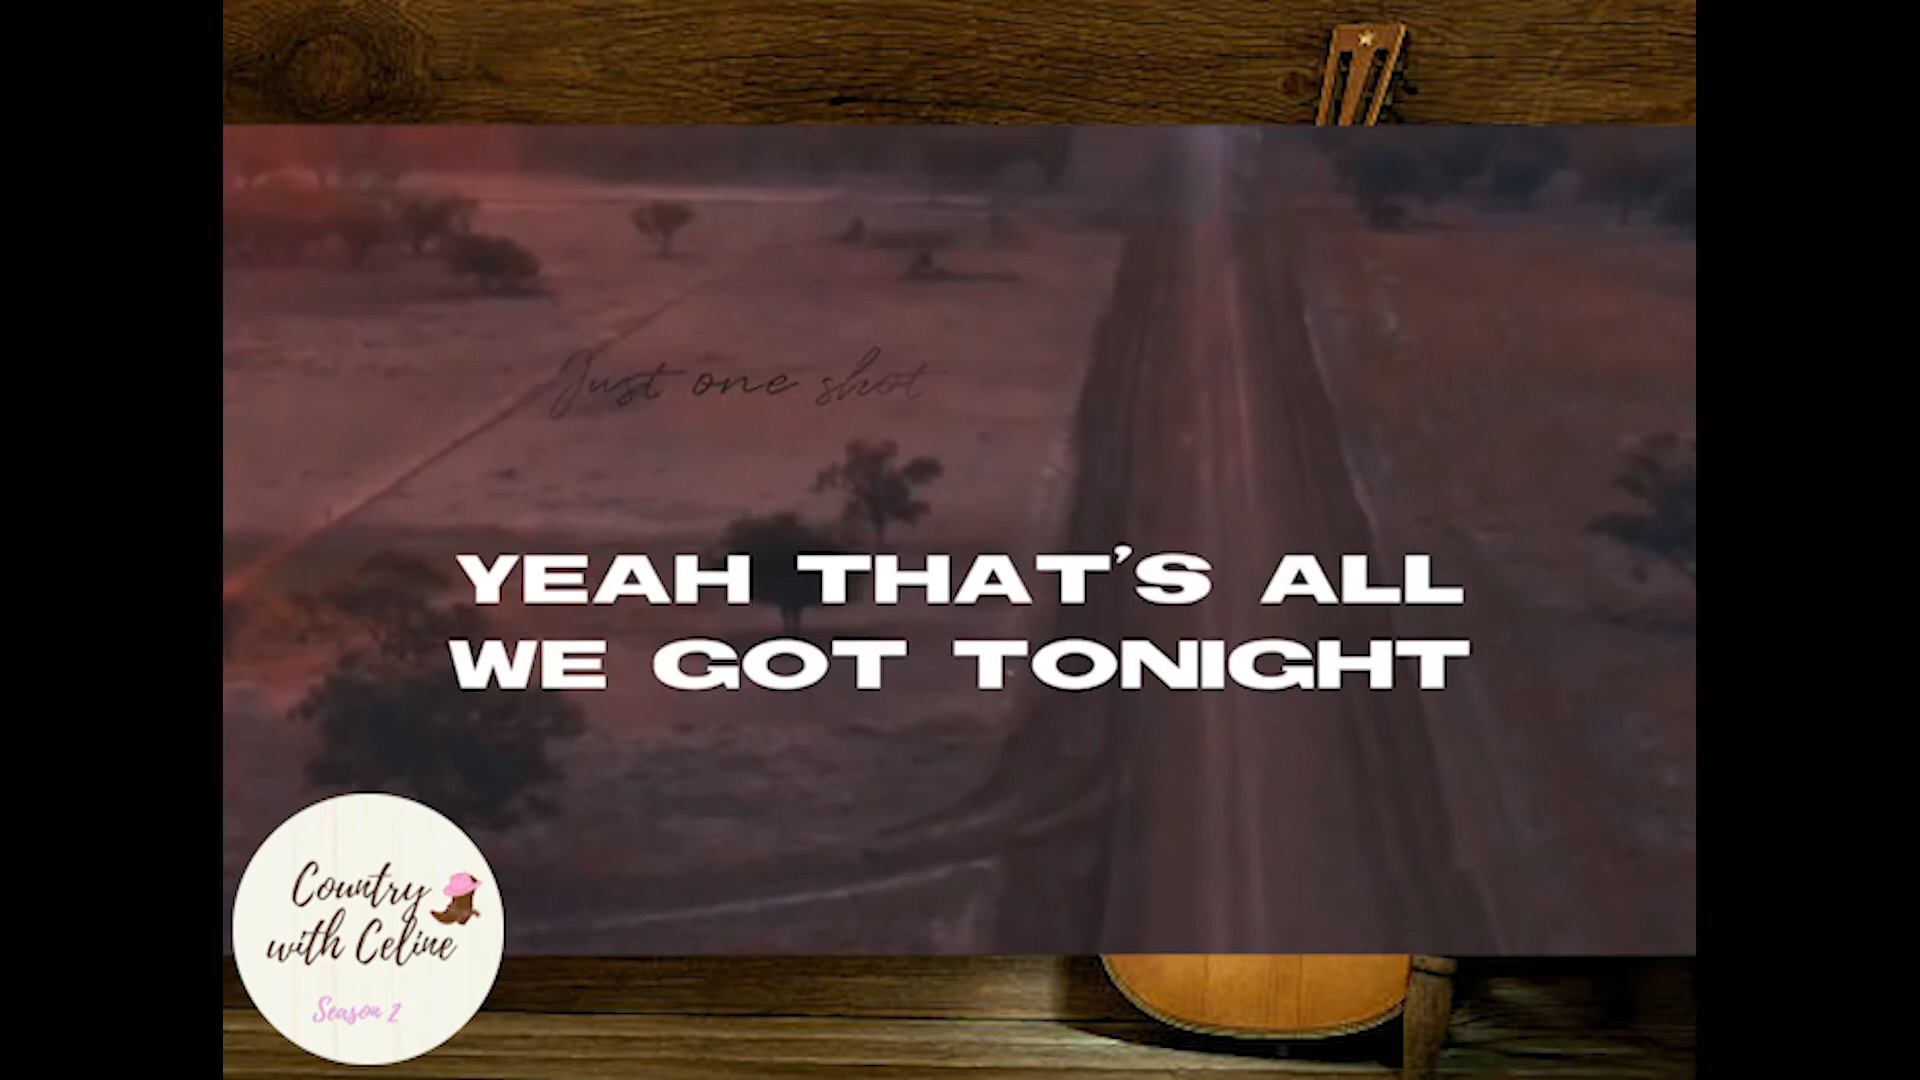 Just one shot
YEAH THAT'S ALL
WE GOT TONIGHT
Country
with Celine
Season 2